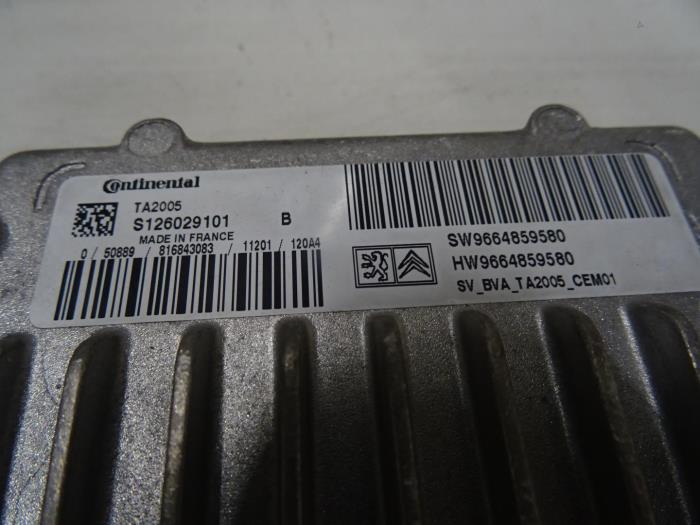 Continental
TA2005
S126029101 B
MADE IN FRANCE
0 / 50889 / 816843083 / 11201 / 120A4
SW9664859580
HW9664859580
SV_BVA_TA2005_CEM01